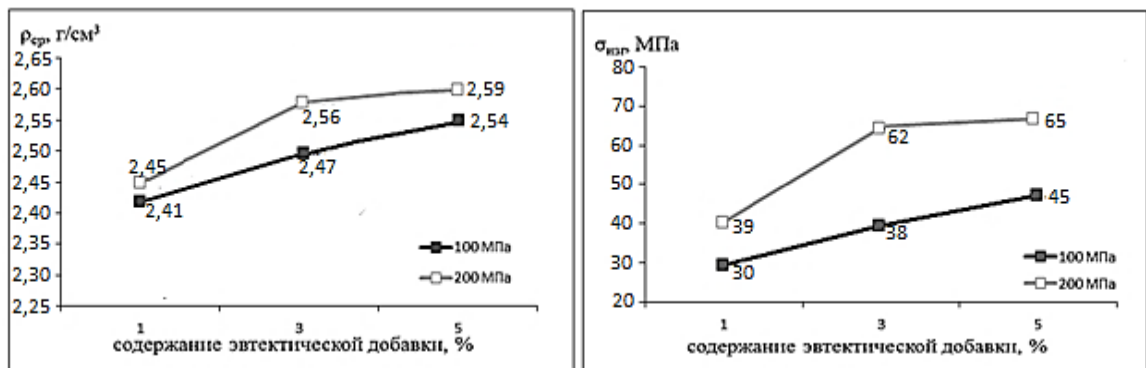 ρср, г/см³
2,65
2,60
2,55
2,50
2,45
2,40
2,35
2,30
2,25
2,45
2,56
2,59
2,41
2,47
2,54
100 МПа
200 МПа
1 3 5
содержание эвтектической добавки, %
σизг, МПа
80
70
60
50
40
30
20
39
62
65
30
38
45
100 МПа
200 МПа
1 3 5
содержание эвтектической добавки, %